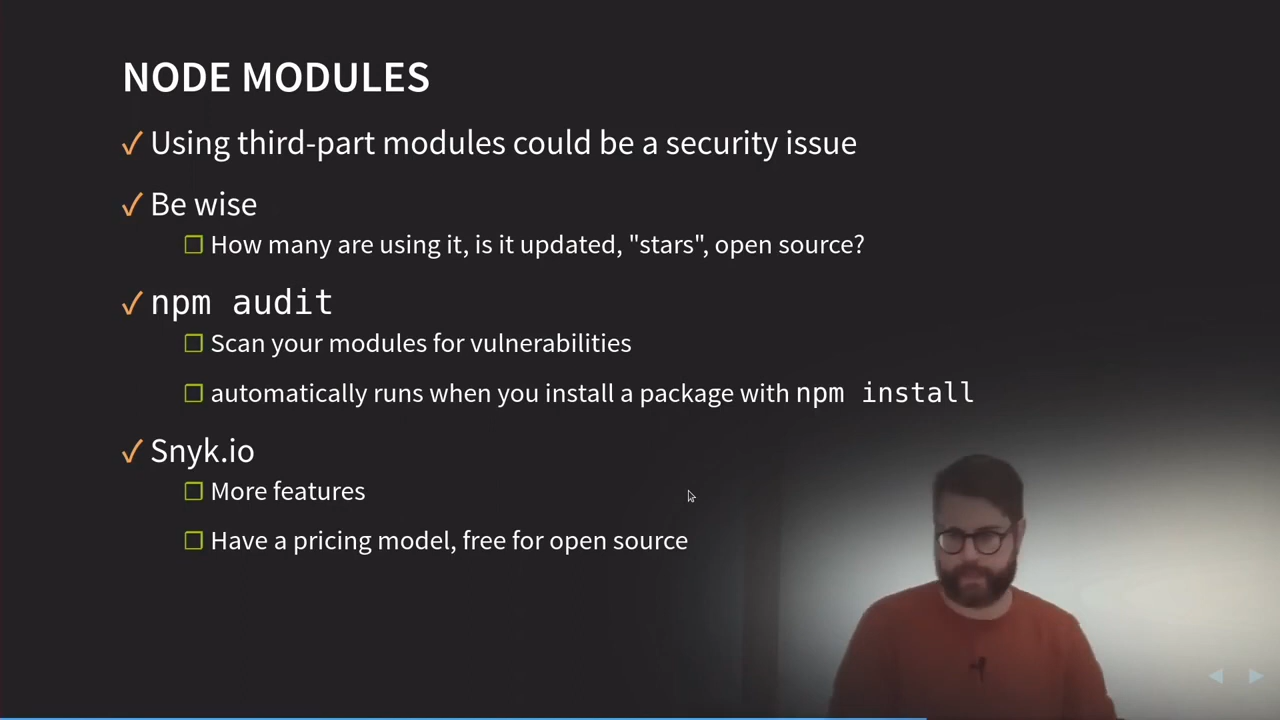 NODE MODULES
Using third-part modules could be a security issue
Be wise
How many are using it, is it updated, "stars", open source?
npm audit
Scan your modules for vulnerabilities
automatically runs when you install a package with npm install
Snyk.io
More features
Have a pricing model, free for open source